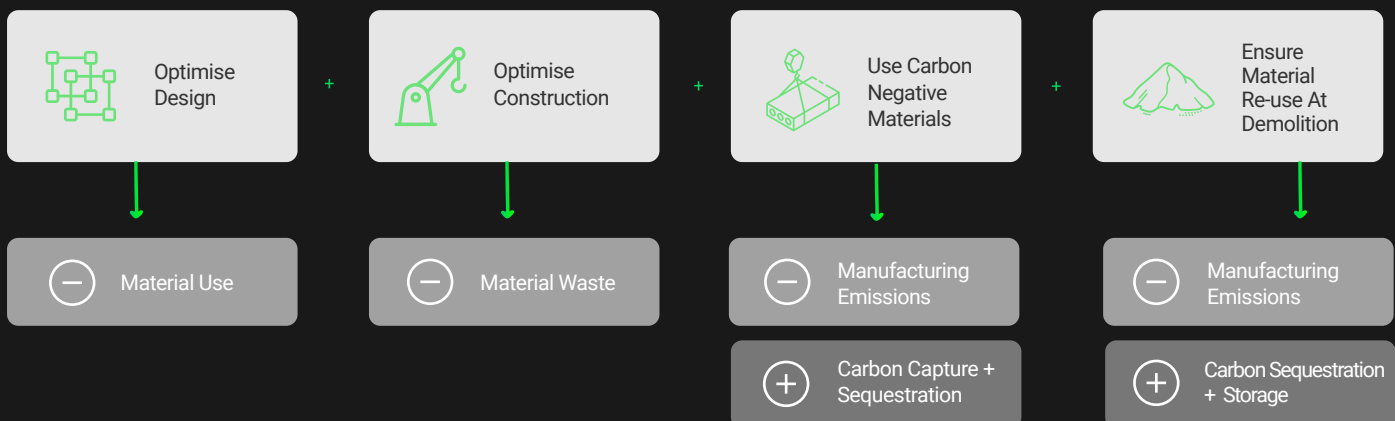 Optimise
Design
+
Optimise
Construction
+
Use Carbon
Negative
Materials
+
Ensure
Material
Re-use At
Demolition
Material Use
Material Waste
Manufacturing
Emissions
Manufacturing
Emissions
Carbon Capture +
Sequestration
Carbon Sequestration
+ Storage